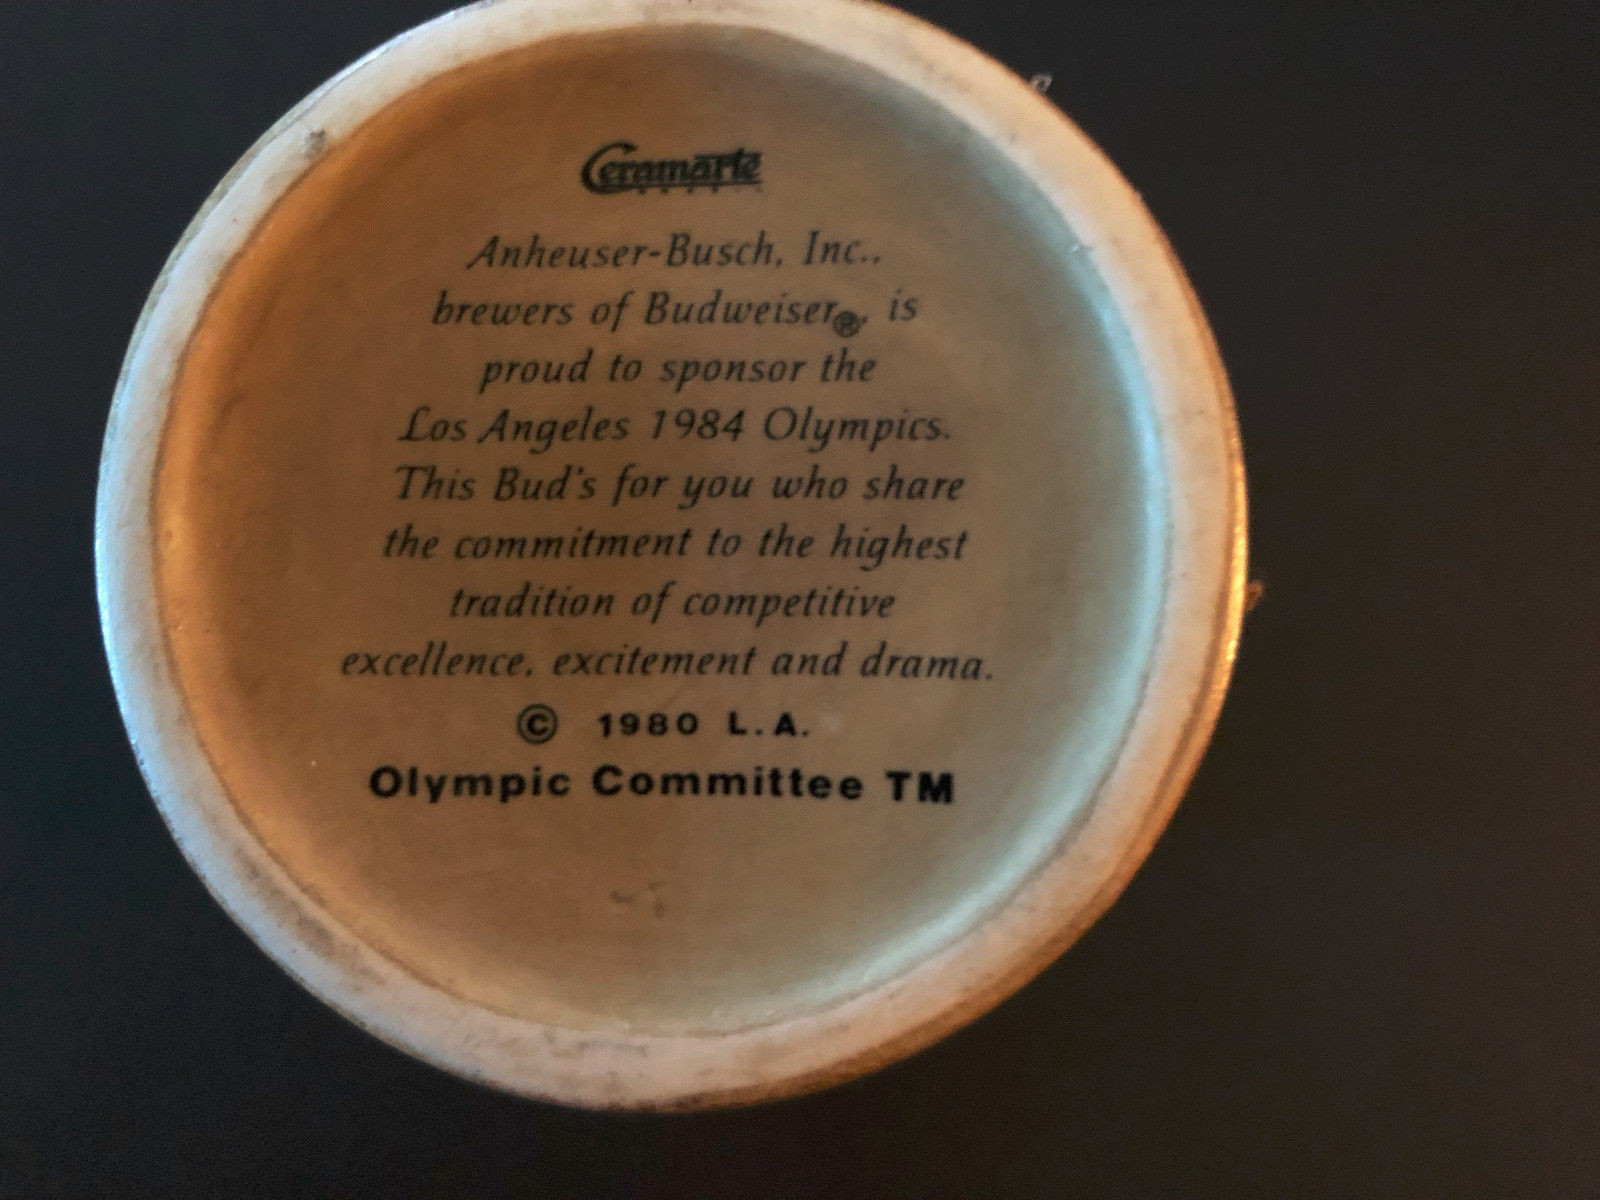 Ceramarte
Anheuser-Busch, Inc.,
brewers of Budweiser®, is
proud to sponsor the
Los Angeles 1984 Olympics.
This Bud's for you who share
the commitment to the highest
tradition of competitive
excellence, excitement and drama.
© 1980 L.A.
Olympic Committee TM